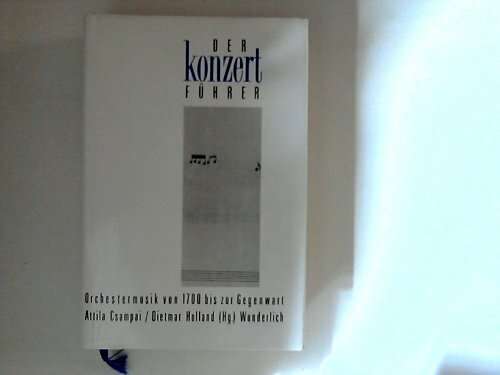 DER
konzert
FÜHRER
Orchestermusik von 1700 bis zur Gegenwart
Attila Csampai / Dietmar Holland (Hg) Wunderlich